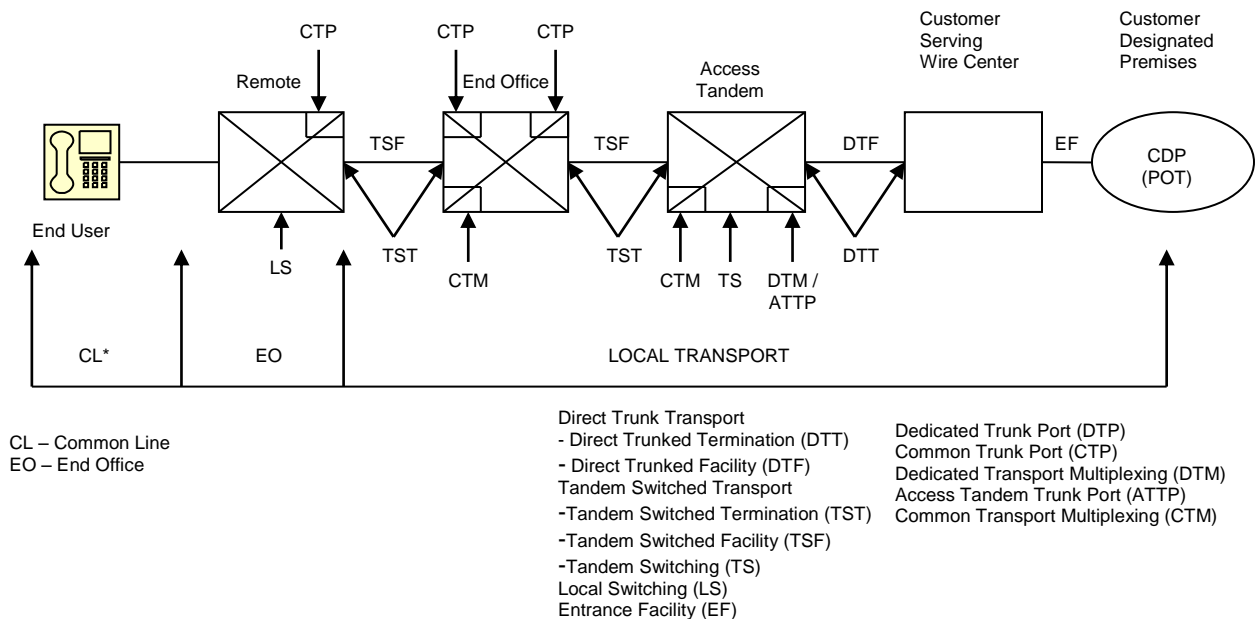 Customer
Serving
Wire Center
Customer
Designated
Premises
CTP
CTP
CTP
Remote
End Office
Access
Tandem
TSF
TSF
DTF
EF
CDP
(POT)
End User
LS
TST
CTM
TST
CTM
TS
DTM /
ATTP
DTT
CL*
EO
LOCAL TRANSPORT
CL – Common Line
EO – End Office
Direct Trunk Transport
- Direct Trunked Termination (DTT)
- Direct Trunked Facility (DTF)
Tandem Switched Transport
-Tandem Switched Termination (TST)
-Tandem Switched Facility (TSF)
-Tandem Switching (TS)
Local Switching (LS)
Entrance Facility (EF)
Dedicated Trunk Port (DTP)
Common Trunk Port (CTP)
Dedicated Transport Multiplexing (DTM)
Access Tandem Trunk Port (ATTP)
Common Transport Multiplexing (CTM)